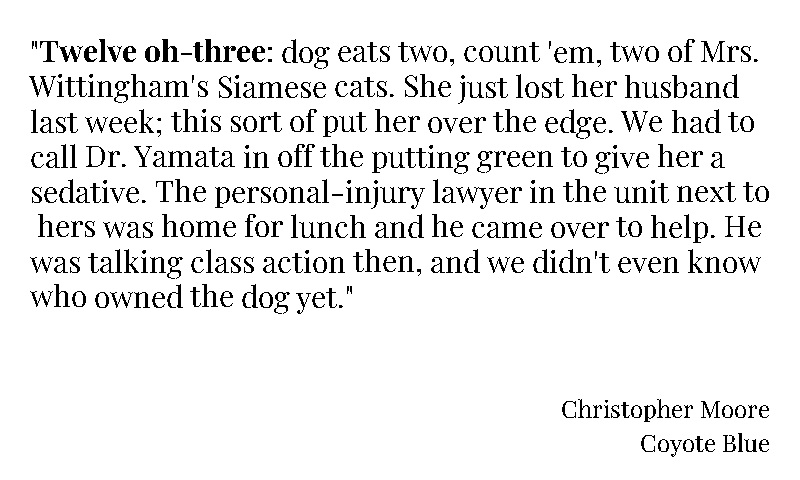 "Twelve oh-three: dog eats two, count 'em, two of Mrs.
Wittingham's Siamese cats. She just lost her husband
last week; this sort of put her over the edge. We had to
call Dr. Yamata in off the putting green to give her a
sedative. The personal-injury lawyer in the unit next to
hers was home for lunch and he came over to help. He
was talking class action then, and we didn't even know
who owned the dog yet."
Christopher Moore
Coyote Blue